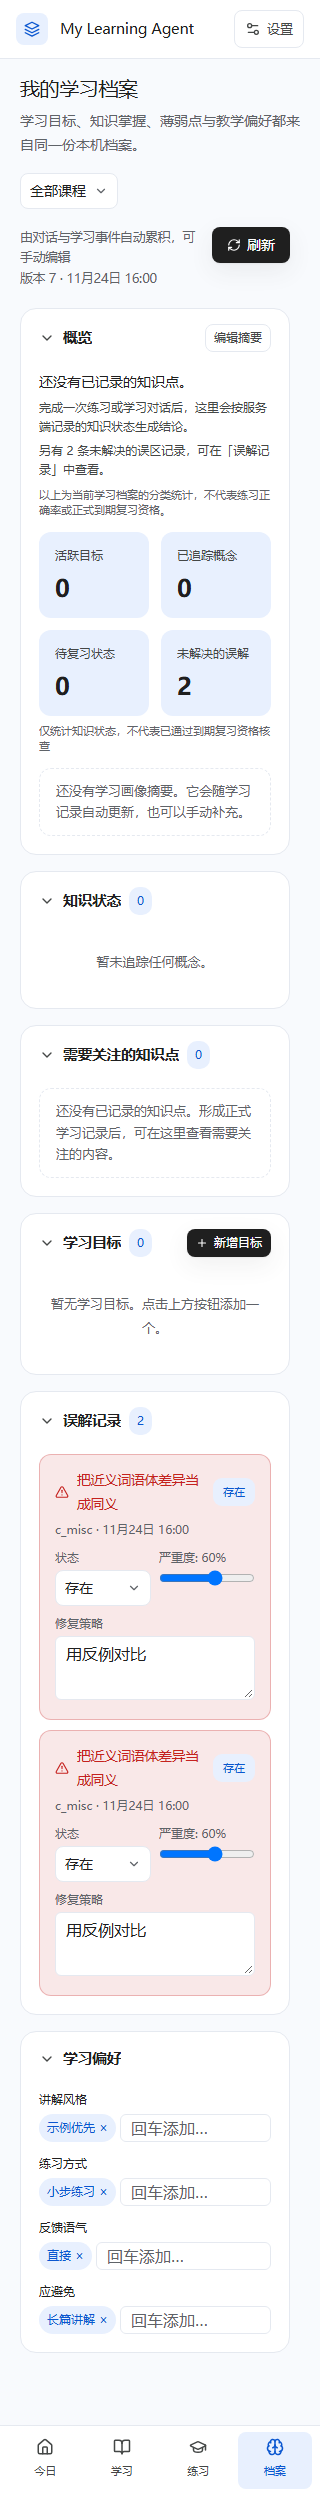 My Learning Agent
设置
我的学习档案
学习目标、知识掌握、薄弱点与教学偏好都来
自同一份本机档案。
全部课程
由对话与学习事件自动累积，可
手动编辑
版本 7 · 11月24日 16:00
刷新
概览
编辑摘要
还没有已记录的知识点。
完成一次练习或学习对话后，这里会按服务
端记录的知识状态生成结论。
另有 2 条未解决的误区记录，可在「误解记
录」中查看。
以上为当前学习档案的分类统计，不代表练习正
确率或正式到期复习资格。
活跃目标
0
已追踪概念
0
待复习状态
0
未解决的误解
2
仅统计知识状态，不代表已通过到期复习资格核
查
还没有学习画像摘要。它会随学习
记录自动更新，也可以手动补充。
知识状态 0
暂未追踪任何概念。
需要关注的知识点 0
还没有已记录的知识点。形成正式
学习记录后，可在这里查看需要关
注的内容。
学习目标 0
+ 新增目标
暂无学习目标。点击上方按钮添加一
个。
误解记录 2
把近义词语体差异当
成同义
存在
c_misc · 11月24日 16:00
状态
严重度: 60%
存在
修复策略
用反例对比
把近义词语体差异当
成同义
存在
c_misc · 11月24日 16:00
状态
严重度: 60%
存在
修复策略
用反例对比
学习偏好
讲解风格
示例优先 × 回车添加...
练习方式
小步练习 × 回车添加...
反馈语气
直接 × 回车添加...
应避免
长篇讲解 × 回车添加...
今日
学习
练习
档案